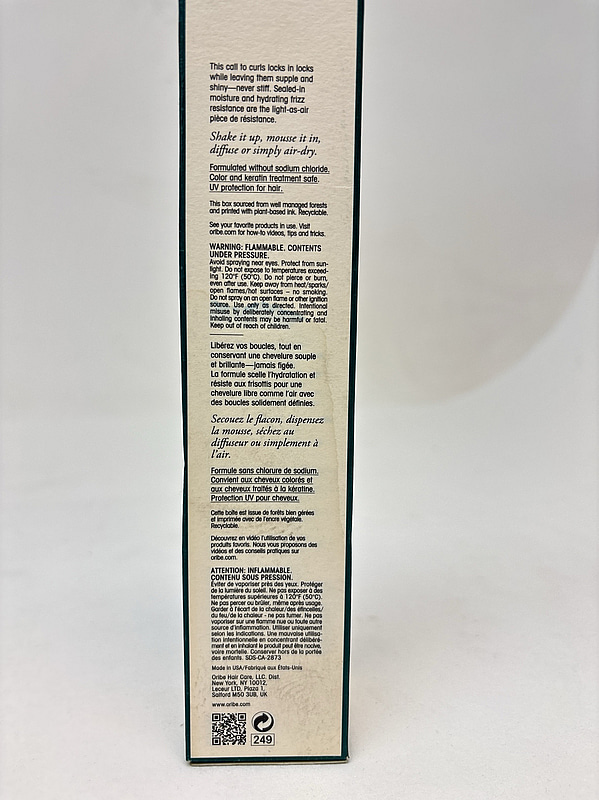 This call to curls locks in locks
while leaving them supple and
shiny—never stiff. Sealed-in
moisture and hydrating frizz
resistance are the light-as-air
pièce de résistance.
Shake it up, mousse it in,
diffuse or simply air-dry.
Formulated without sodium chloride.
Color and keratin treatment safe.
UV protection for hair.
This box sourced from well managed forests
and printed with plant-based ink. Recyclable.
See your favorite products in use. Visit
oribe.com for how-to videos, tips and tricks.
WARNING: FLAMMABLE. CONTENTS
UNDER PRESSURE.
Avoid spraying near eyes. Protect from sun-
light. Do not expose to temperatures exceed-
ing 120°F (50°C). Do not pierce or burn,
even after use. Keep away from heat/sparks/
open flames/hot surfaces – no smoking.
Do not spray on an open flame or other ignition
source. Use only as directed. Intentional
misuse by deliberately concentrating and
inhaling contents may be harmful or fatal.
Keep out of reach of children.
Libérez vos boucles, tout en
conservant une chevelure souple
et brillante—jamais figée.
La formule scelle l'hydratation et
résiste aux frisottis pour une
chevelure libre comme l'air avec
des boucles solidement définies.
Secouez le flacon, dispensez
la mousse, séchez au
diffuseur ou simplement à
l'air.
Formule sans chlorure de sodium.
Convient aux cheveux colorés et
aux cheveux traités à la kératine.
Protection UV pour cheveux.
Cette boîte est issue de forêts bien gérées
et imprimée avec de l'encre végétale.
Recyclable.
Découvrez en vidéo l'utilisation de vos
produits favoris. Nous vous proposons des
vidéos et des conseils pratiques sur
oribe.com.
ATTENTION: INFLAMMABLE.
CONTENU SOUS PRESSION.
Éviter de vaporiser près des yeux. Protéger
de la lumière du soleil. Ne pas exposer à des
températures supérieures à 120°F (50°C).
Ne pas percer ou brûler, même après usage.
Garder à l'écart de la chaleur/des étincelles/
du feu/de la chaleur - ne pas fumer. Ne pas
vaporiser sur une flamme nue ou toute autre
source d'inflammation. Utiliser uniquement
selon les indications. Une mauvaise utilisa-
tion intentionnelle en concentrant délibéré-
ment et en inhalant le produit peut être nocive,
voire mortelle. Conserver hors de la portée
des enfants. SDS-CA-2873
Made in USA/Fabriqué aux États-Unis
Oribe Hair Care, LLC. Dist.
New York, NY 10012,
Leceur LTD, Plaza 1,
Salford M50 3UB, UK
www.oribe.com
249